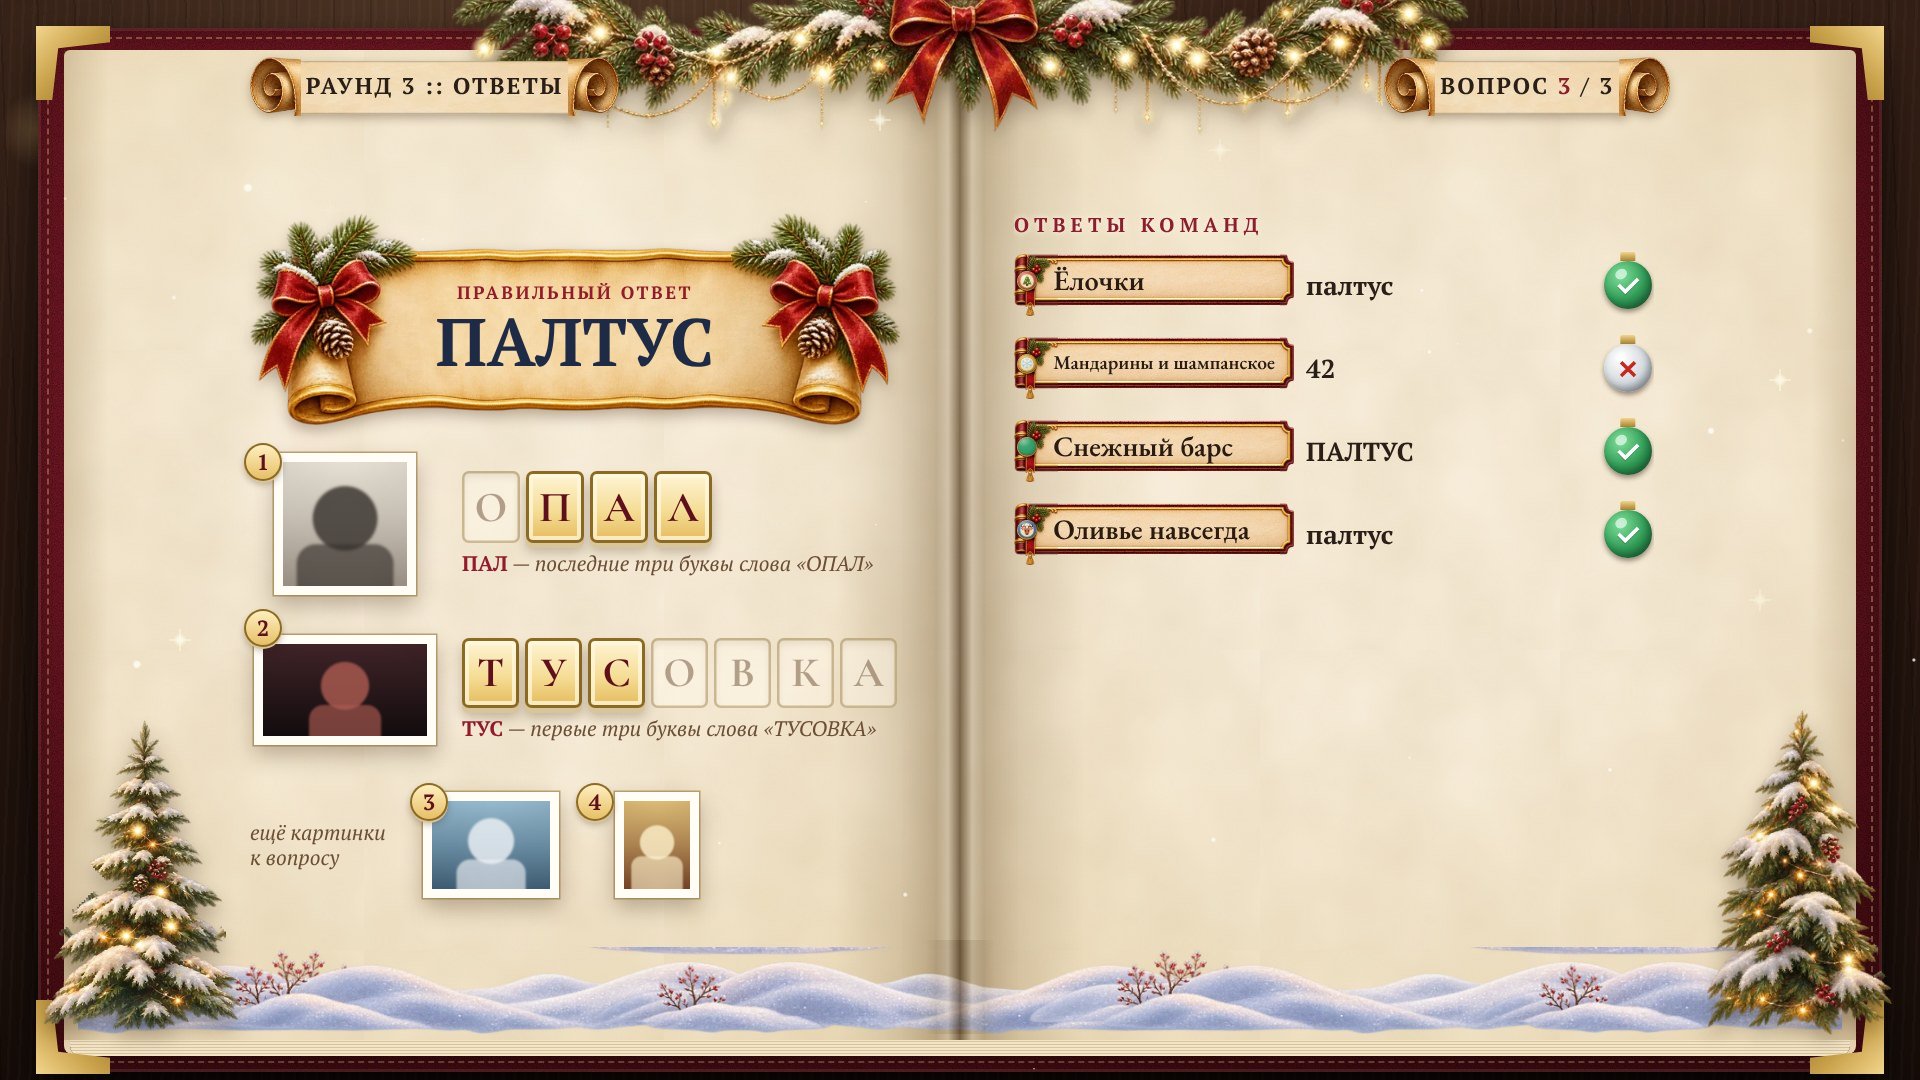 РАУНД 3 :: ОТВЕТЫ
ВОПРОС 3 / 3
ПРАВИЛЬНЫЙ ОТВЕТ
ПАЛТУС
1
ОПАЛ
ПАЛ — последние три буквы слова «ОПАЛ»
2
ТУСОВКА
ТУС — первые три буквы слова «ТУСОВКА»
ещё картинки
к вопросу
3
4
ОТВЕТЫ КОМАНД
Ёлочки палтус
Мандарины и шампанское 42
Снежный барс ПАЛТУС
Оливье навсегда палтус